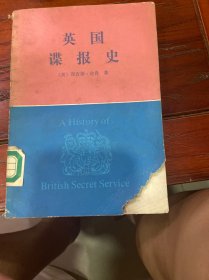 英国
谍报史
A History of
British Secret Service